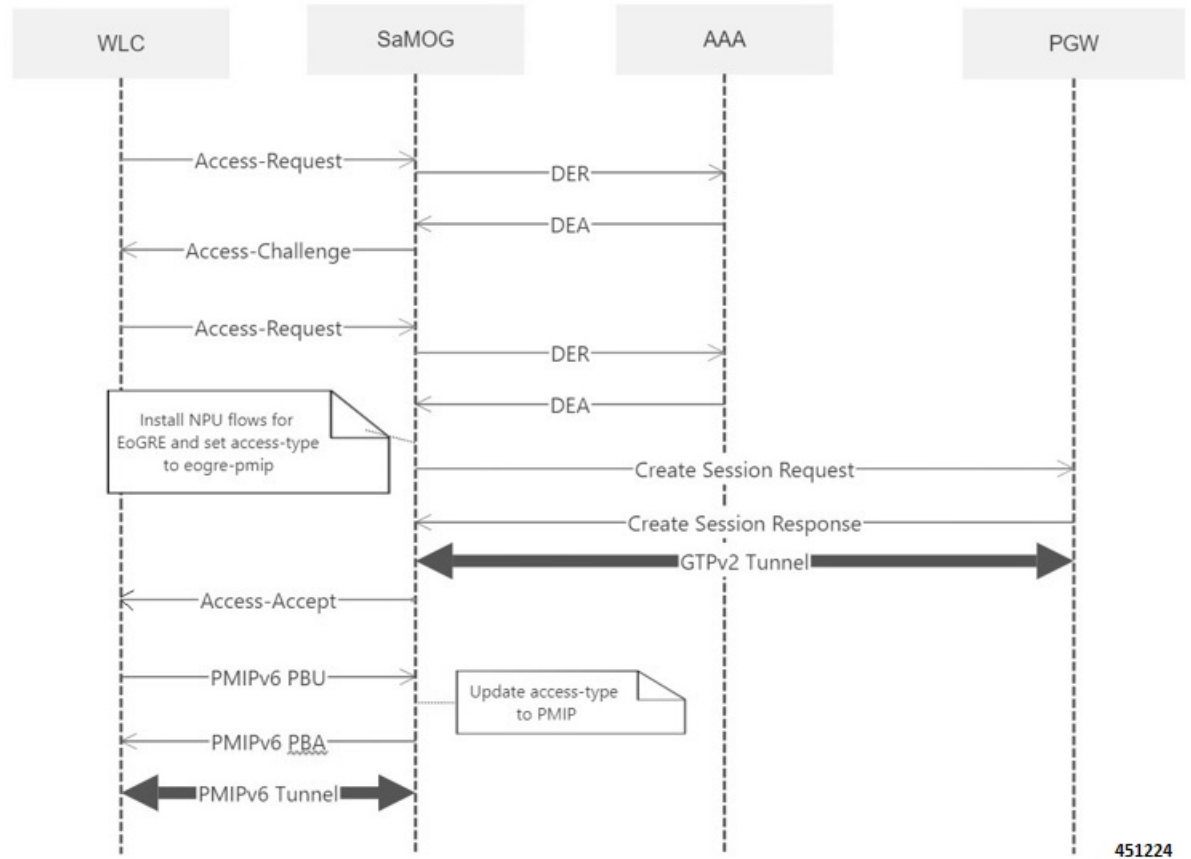 WLC
SaMOG
AAA
PGW
Access-Request
DER
DEA
Access-Challenge
Access-Request
DER
DEA
Install NPU flows for
EoGRE and set access-type
to eogre-pmip
Create Session Request
Create Session Response
GTPv2 Tunnel
Access-Accept
PMIPv6 PBU
Update access-type
to PMIP
PMIPv6 PBA
PMIPv6 Tunnel
451224